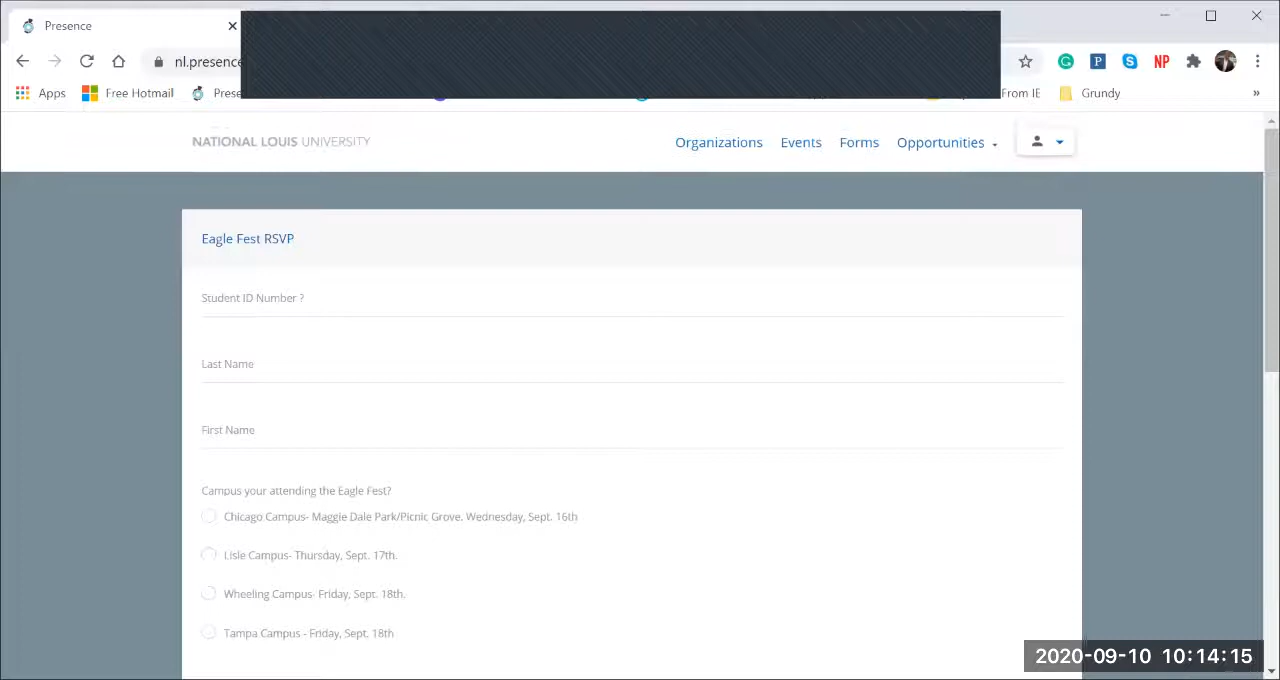 Presence
nl.presence
Apps
Free Hotmail
Prese
From IE
Grundy
»
NATIONAL LOUIS UNIVERSITY
Organizations
Events
Forms
Opportunities
Eagle Fest RSVP
Student ID Number ?
Last Name
First Name
Campus your attending the Eagle Fest?
Chicago Campus- Maggie Dale Park/Picnic Grove. Wednesday, Sept. 16th
Lisle Campus- Thursday, Sept. 17th.
Wheeling Campus- Friday, Sept. 18th.
Tampa Campus - Friday, Sept. 18th
2020-09-10 10:14:15